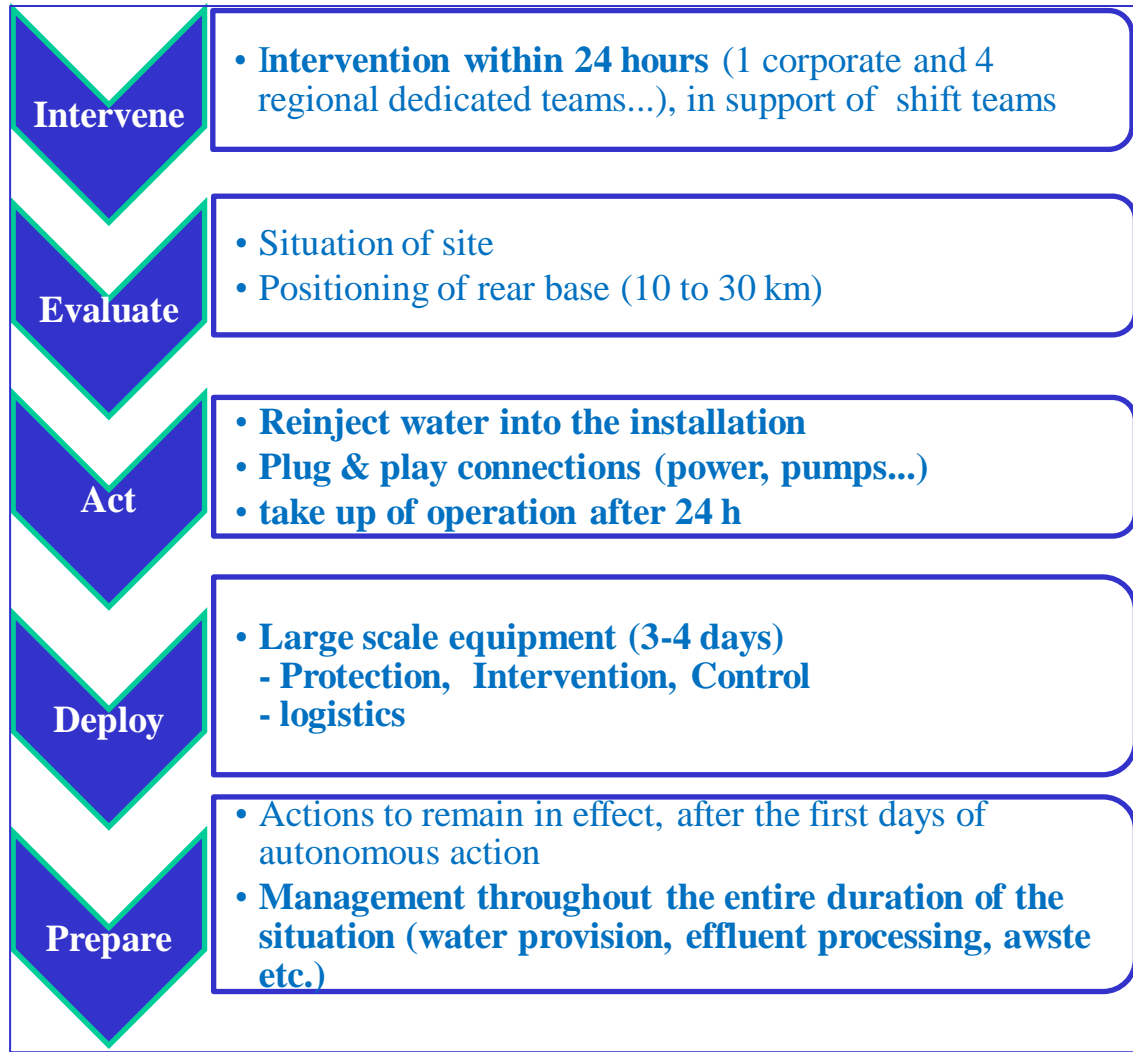 Intervene
• Intervention within 24 hours (1 corporate and 4
regional dedicated teams...), in support of shift teams
Evaluate
• Situation of site
• Positioning of rear base (10 to 30 km)
Act
• Reinject water into the installation
• Plug & play connections (power, pumps...)
• take up of operation after 24 h
Deploy
• Large scale equipment (3-4 days)
- Protection, Intervention, Control
- logistics
Prepare
• Actions to remain in effect, after the first days of
autonomous action
• Management throughout the entire duration of the
situation (water provision, effluent processing, awste
etc.)